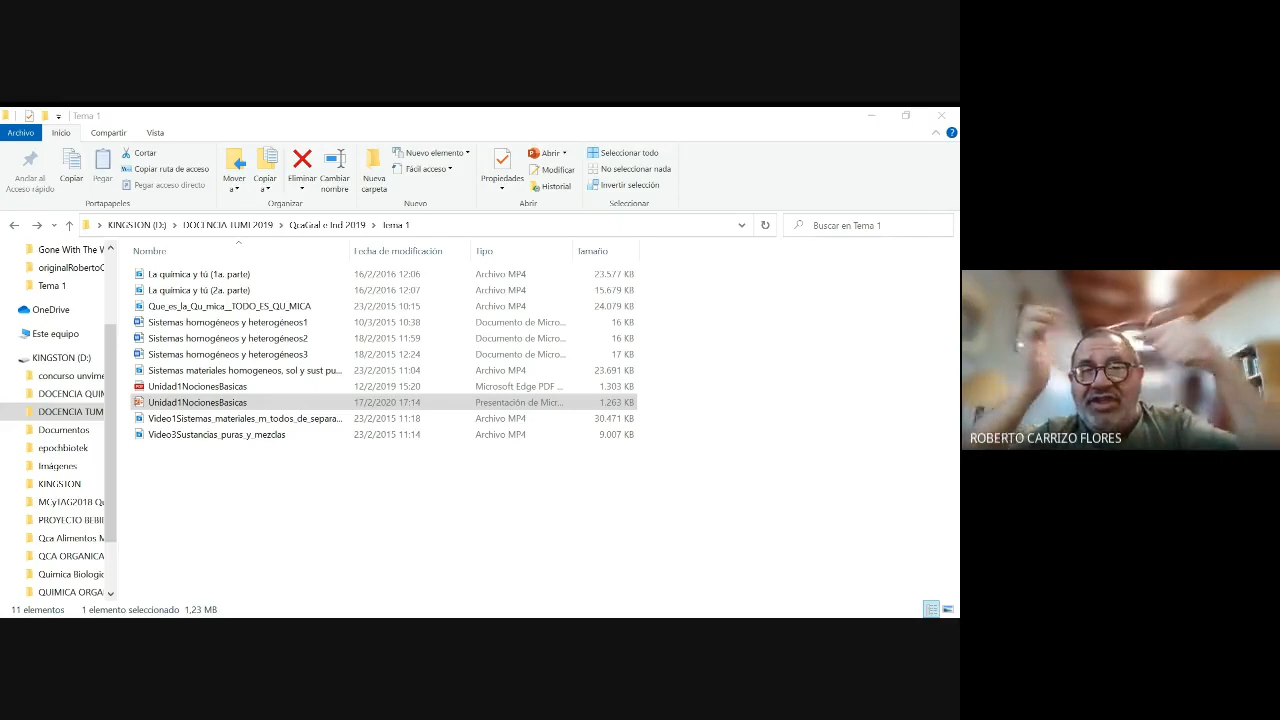 Tema 1
Archivo Inicio Compartir Vista
Anclar al Acceso rápido
Copiar
Pegar
Cortar
Copiar ruta de acceso
Pegar acceso directo
Portapapeles
Mover a
Copiar a
Eliminar
Cambiar nombre
Organizar
Nueva carpeta
Nuevo elemento
Fácil acceso
Nuevo
Propiedades
Abrir
Modificar
Historial
Abrir
Seleccionar todo
No seleccionar nada
Invertir selección
Seleccionar
KINGSTON (D:) > DOCENCIA TUMI 2019 > QcaGral e Ind 2019 > Tema 1
Buscar en Tema 1
Gone With The W
originalRobertoC
Tema 1
OneDrive
Este equipo
KINGSTON (D:)
concurso unvime
DOCENCIA QUIM
DOCENCIA TUMI
Documentos
epochbiotek
Imágenes
KINGSTON
MCyTAG2018 Qu
PROYECTO BEBI
Qca Alimentos M
QCA ORGANICA
Quimica Biologic
QUIMICA ORGA
Nombre Fecha de modificación Tipo Tamaño
La química y tú (1a. parte) 16/2/2016 12:06 Archivo MP4 23.577 KB
La química y tú (2a. parte) 16/2/2016 12:07 Archivo MP4 15.679 KB
Que_es_la_Qu_mica__TODO_ES_QU_MICA 23/2/2015 10:15 Archivo MP4 24.079 KB
Sistemas homogéneos y heterogéneos1 10/3/2015 10:38 Documento de Micro... 16 KB
Sistemas homogéneos y heterogéneos2 18/2/2015 11:59 Documento de Micro... 16 KB
Sistemas homogéneos y heterogéneos3 18/2/2015 12:24 Documento de Micro... 17 KB
Sistemas materiales homogeneos, sol y sust pu... 23/2/2015 11:04 Archivo MP4 23.691 KB
Unidad1NocionesBasicas 12/2/2019 15:20 Microsoft Edge PDF ... 1.303 KB
Unidad1NocionesBasicas 17/2/2020 17:14 Presentación de Micr... 1.263 KB
Video1Sistemas_materiales_m_todos_de_separa... 23/2/2015 11:18 Archivo MP4 30.471 KB
Video3Sustancias_puras_y_mezclas 23/2/2015 11:14 Archivo MP4 9.007 KB
11 elementos 1 elemento seleccionado 1,23 MB
ROBERTO CARRIZO FLORES